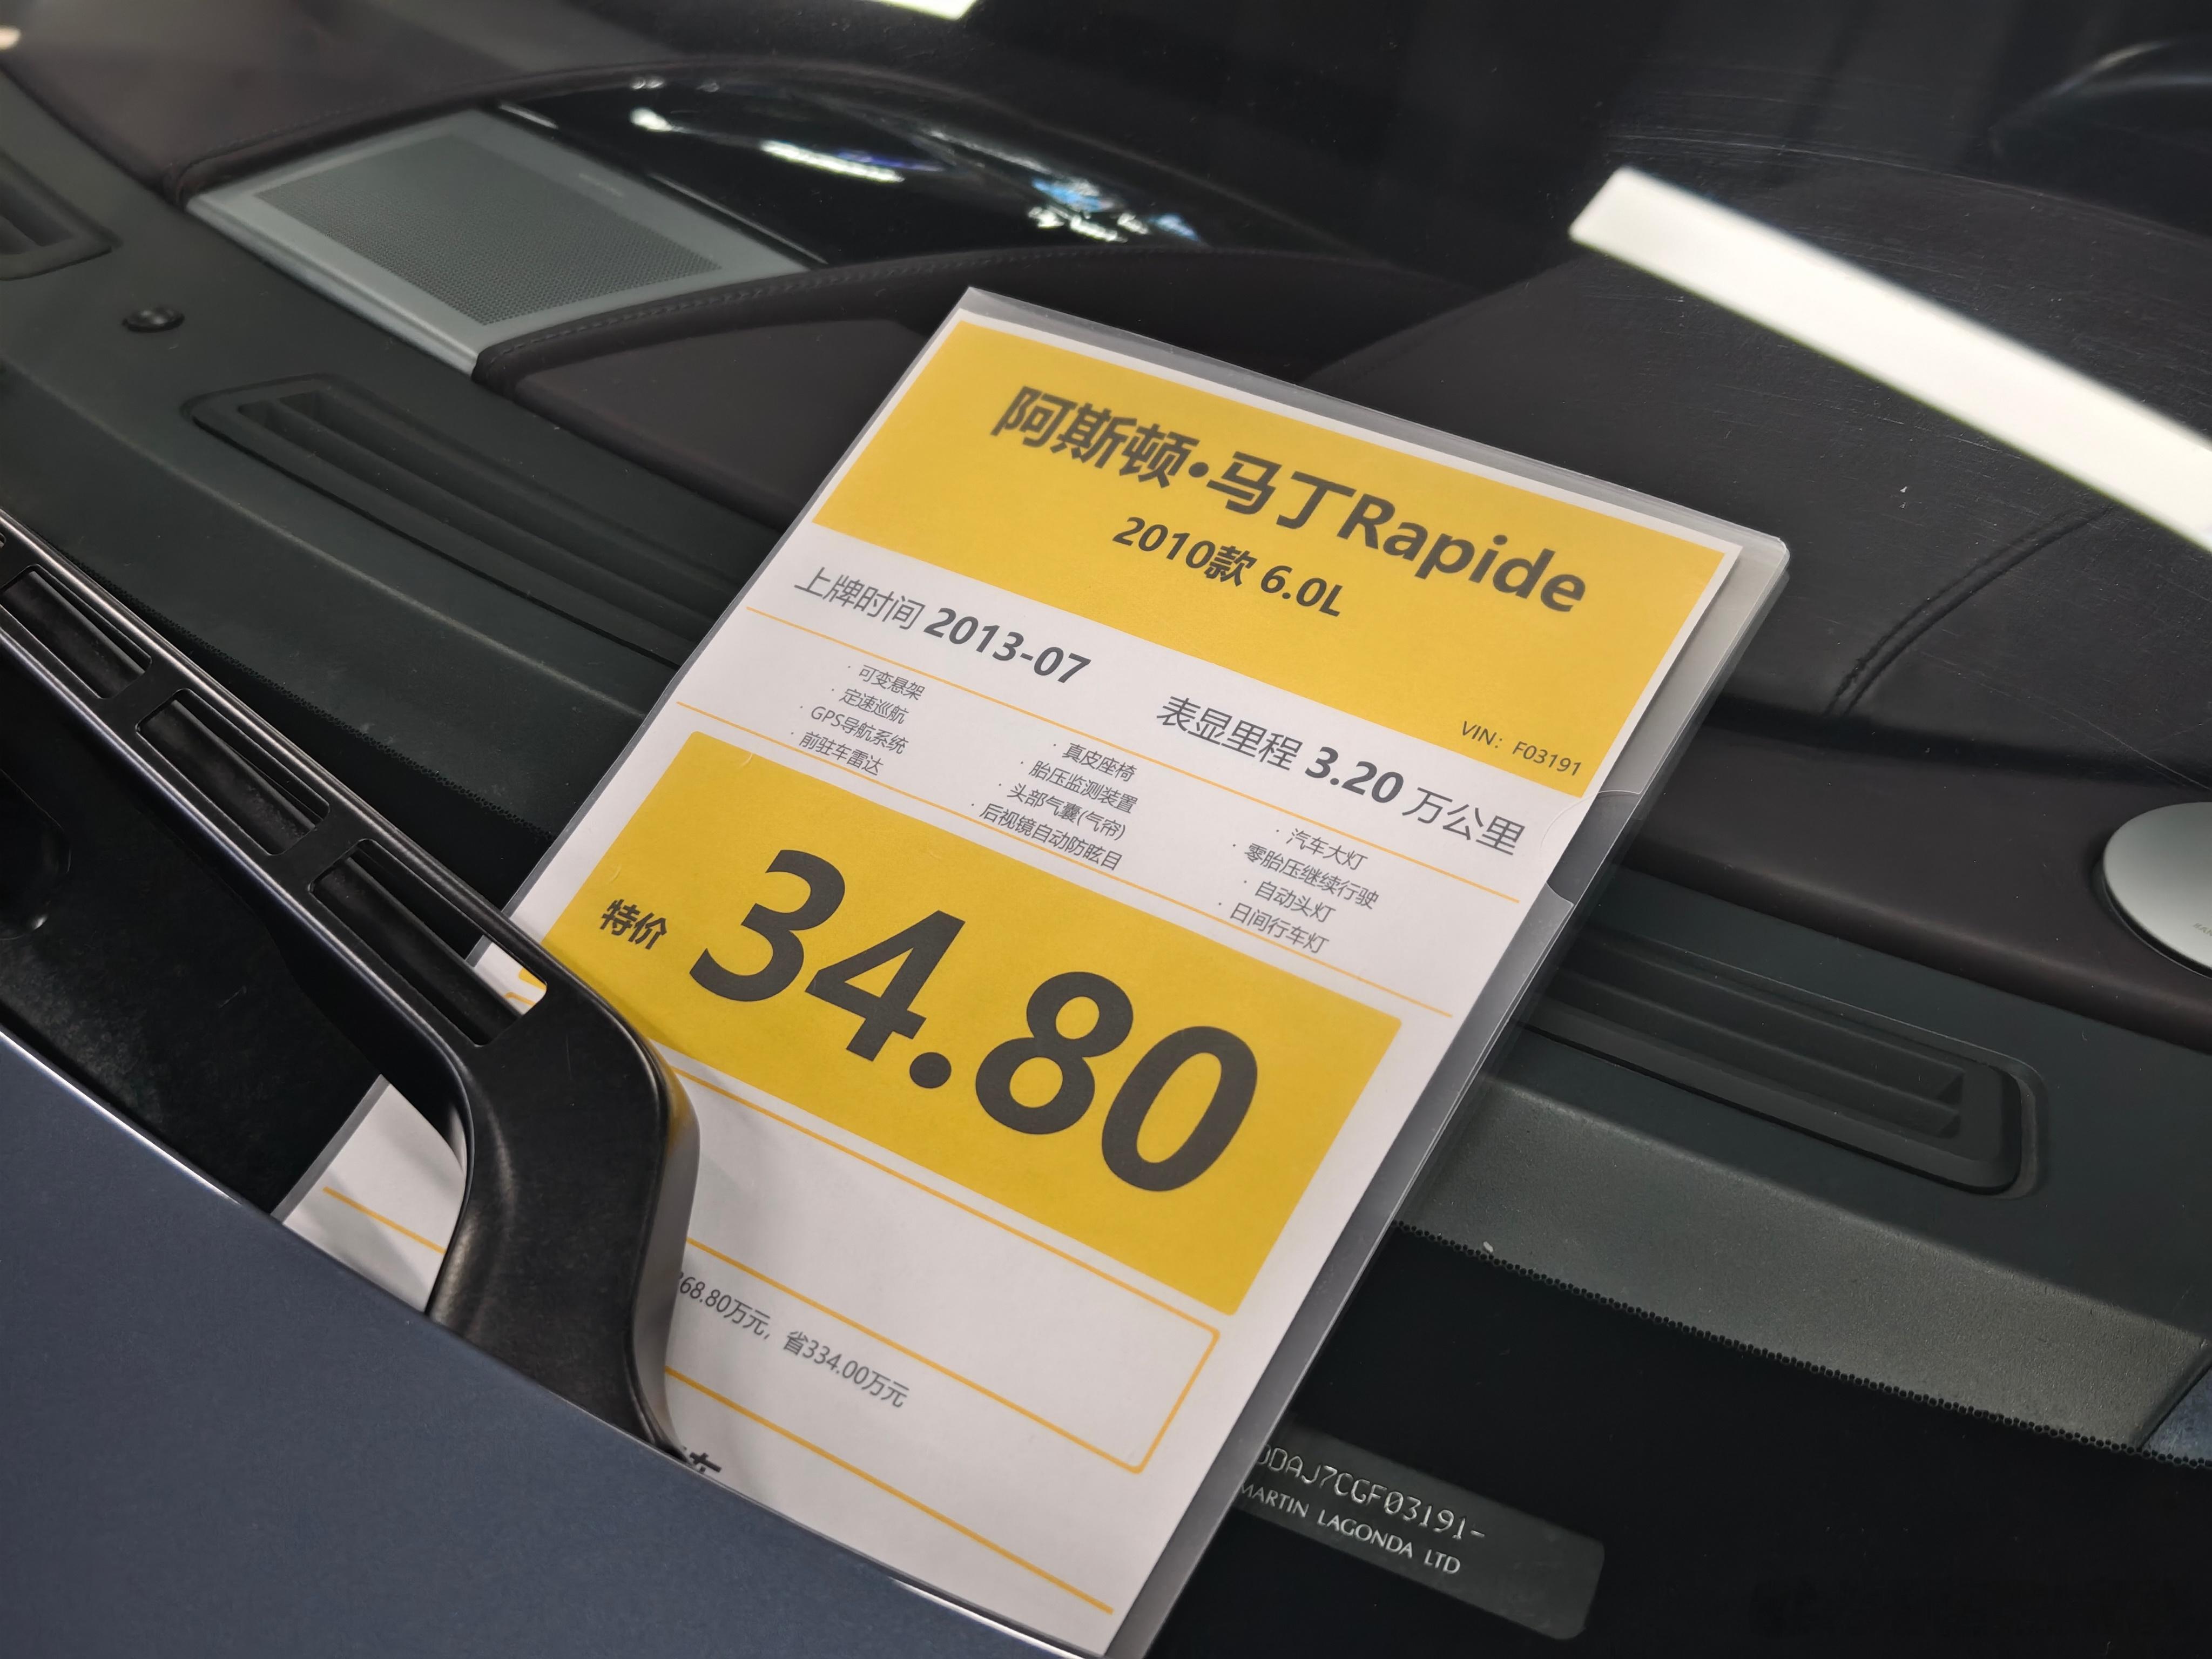 阿斯顿·马丁Rapide
2010款 6.0L
VIN: F03191
上牌时间 2013-07
表显里程 3.20 万公里
· 可变悬架
· 定速巡航
· GPS导航系统
· 前驻车雷达
· 真皮座椅
· 胎压监测装置
· 头部气囊(气帘)
· 后视镜自动防眩目
· 汽车大灯
· 零胎压继续行驶
· 自动头灯
· 日间行车灯
特价 34.80
68.80万元, 省334.00万元
DAJ7CGF03191-
MARTIN LAGONDA LTD